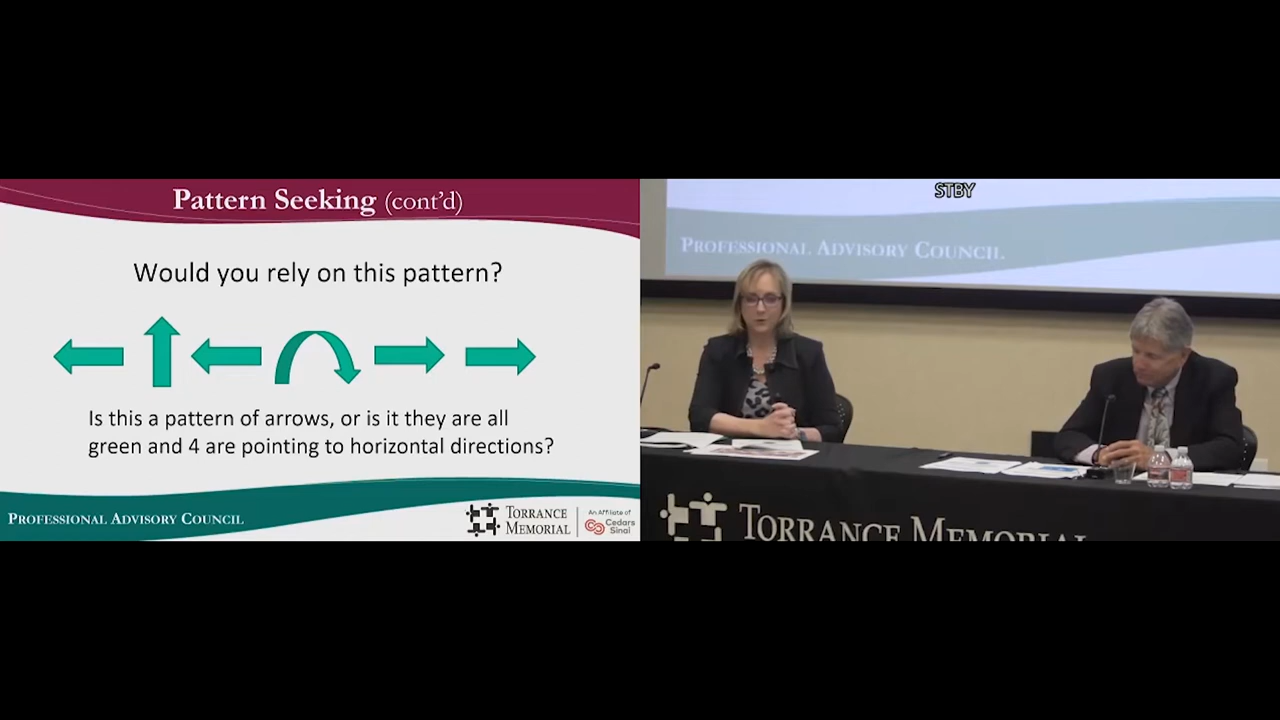 Pattern Seeking (cont'd)
Would you rely on this pattern?
Is this a pattern of arrows, or is it they are all
green and 4 are pointing to horizontal directions?
PROFESSIONAL ADVISORY COUNCIL
TORRANCE
MEMORIAL
An Affiliate of
Cedars
Sinai
STBY
PROFESSIONAL ADVISORY COUNCIL
TORRANCE MEMORIAL